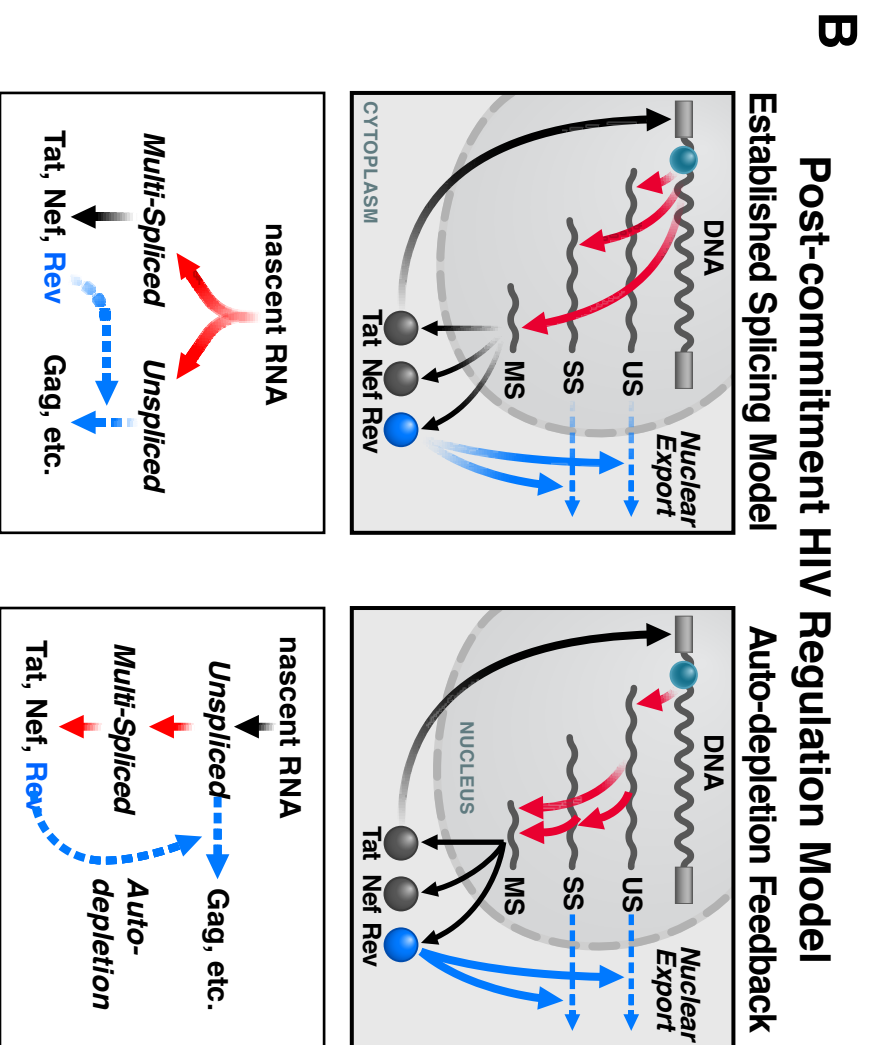 B
Post-commitment HIV Regulation Model
Established Splicing Model
DNA
US
SS
MS
Nuclear
Export
Tat Nef Rev
CYTOPLASM
nascent RNA
Multi-Spliced Unspliced
Tat, Nef, Rev Gag, etc.
Auto-depletion Feedback
DNA
US
SS
MS
Nuclear
Export
NUCLEUS
Tat Nef Rev
nascent RNA
Unspliced Gag, etc.
Multi-Spliced
Auto-
depletion
Tat, Nef, Rev